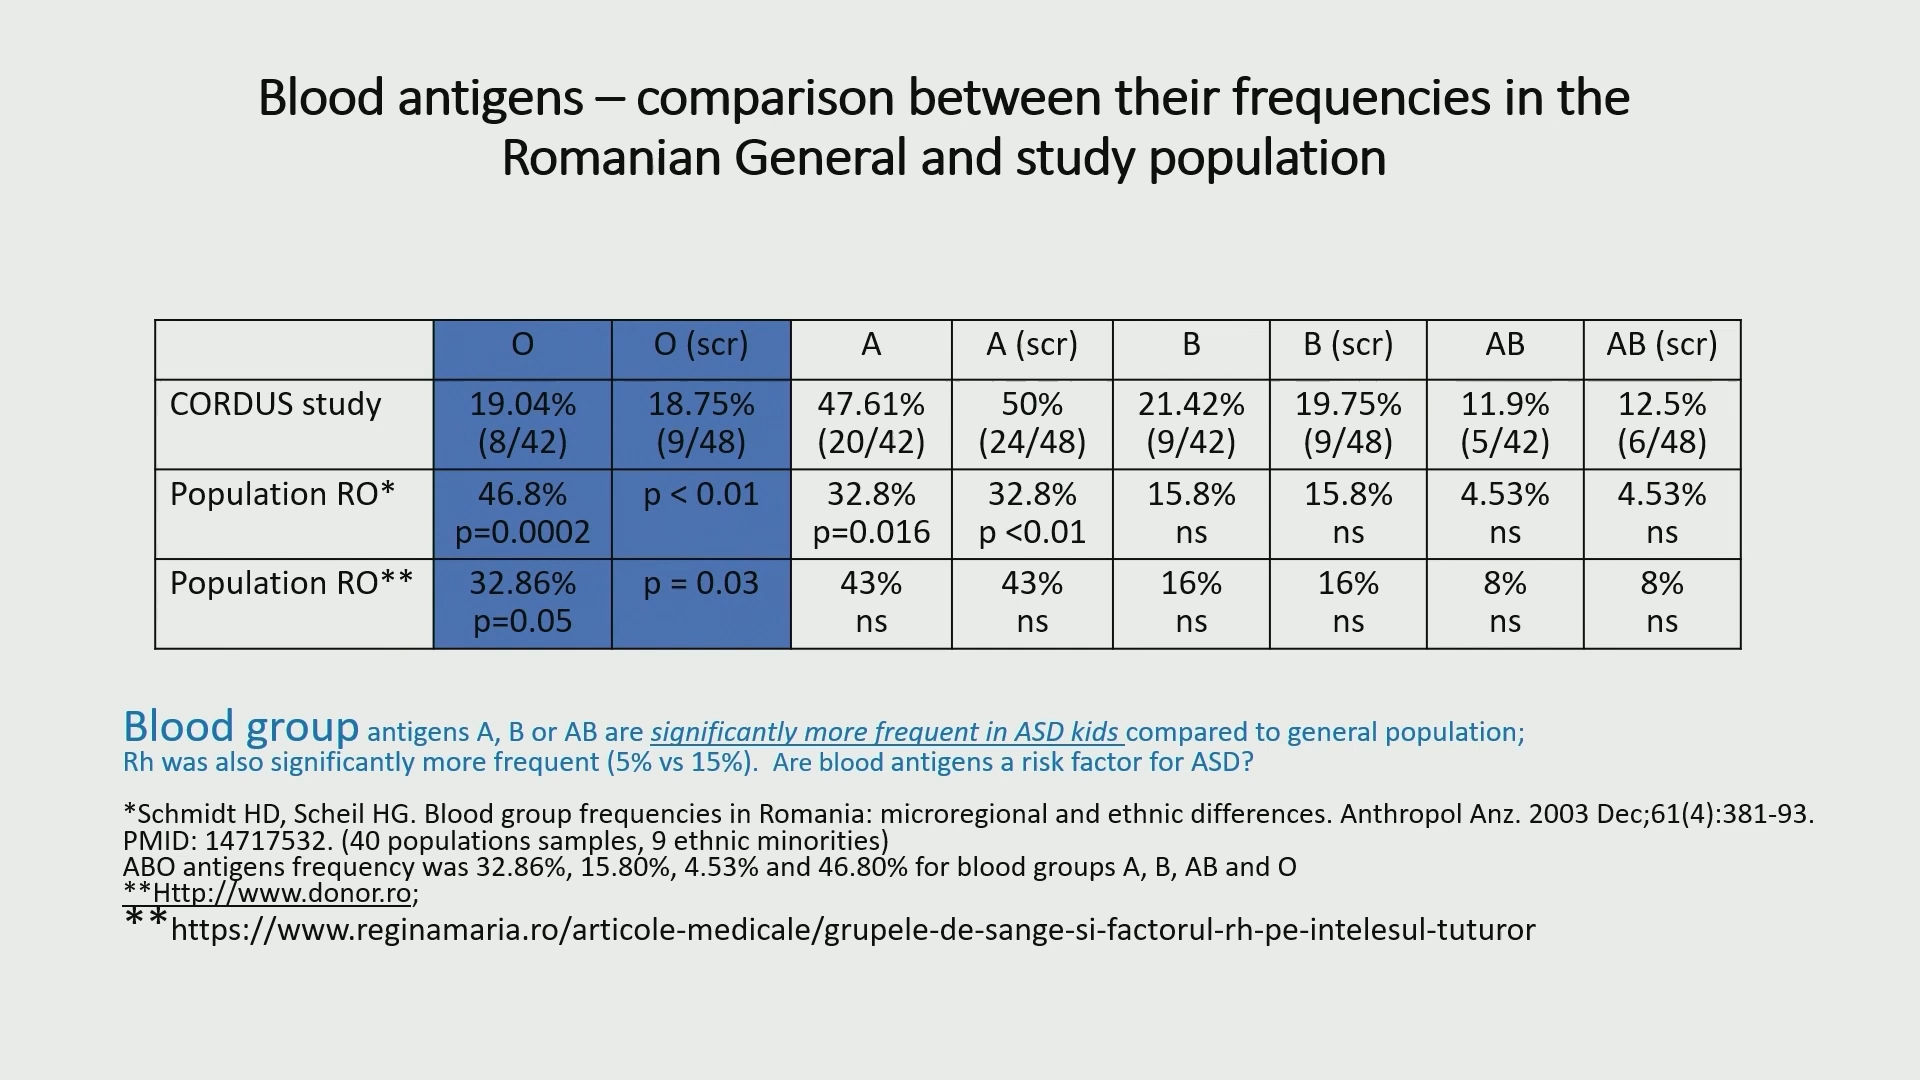 Blood antigens – comparison between their frequencies in the
Romanian General and study population
O O (scr) A A (scr) B B (scr) AB AB (scr)
CORDUS study 19.04% 18.75% 47.61% 50% 21.42% 19.75% 11.9% 12.5%
(8/42) (9/48) (20/42) (24/48) (9/42) (9/48) (5/42) (6/48)
Population RO* 46.8% p < 0.01 32.8% 32.8% 15.8% 15.8% 4.53% 4.53%
p=0.0002 p=0.016 p <0.01 ns ns ns ns
Population RO** 32.86% p = 0.03 43% 43% 16% 16% 8% 8%
p=0.05 ns ns ns ns ns ns
Blood group antigens A, B or AB are significantly more frequent in ASD kids compared to general population;
Rh was also significantly more frequent (5% vs 15%). Are blood antigens a risk factor for ASD?
*Schmidt HD, Scheil HG. Blood group frequencies in Romania: microregional and ethnic differences. Anthropol Anz. 2003 Dec;61(4):381-93.
PMID: 14717532. (40 populations samples, 9 ethnic minorities)
ABO antigens frequency was 32.86%, 15.80%, 4.53% and 46.80% for blood groups A, B, AB and O
**Http://www.donor.ro;
**https://www.reginamaria.ro/articole-medicale/grupele-de-sange-si-factorul-rh-pe-intelesul-tuturor